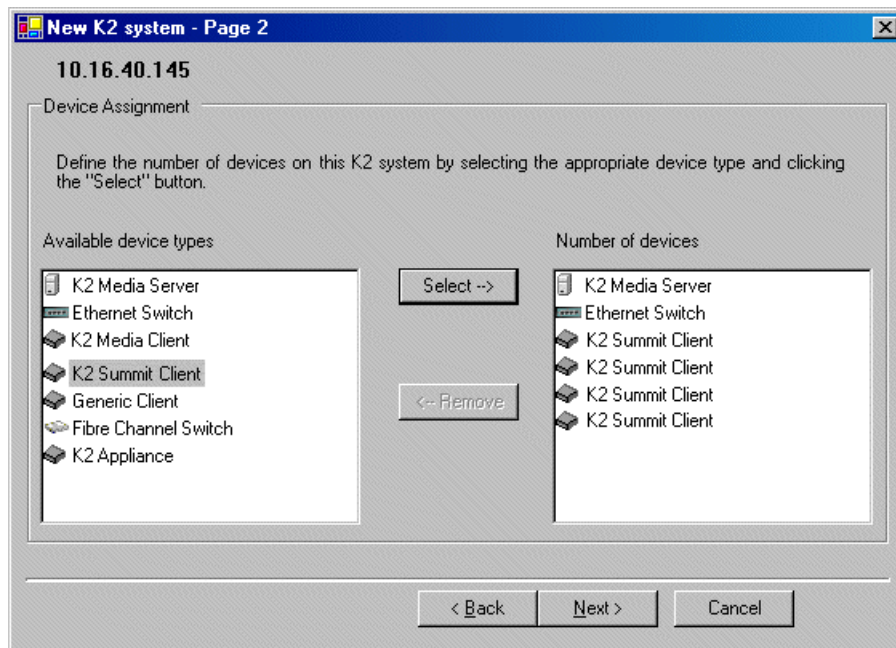 New K2 system - Page 2
10.16.40.145
Device Assignment
Define the number of devices on this K2 system by selecting the appropriate device type and clicking
the "Select" button.
Available device types
Number of devices
K2 Media Server
Ethernet Switch
K2 Media Client
K2 Summit Client
Generic Client
Fibre Channel Switch
K2 Appliance
Select -->
<-- Remove
K2 Media Server
Ethernet Switch
K2 Summit Client
K2 Summit Client
K2 Summit Client
K2 Summit Client
< Back
Next >
Cancel